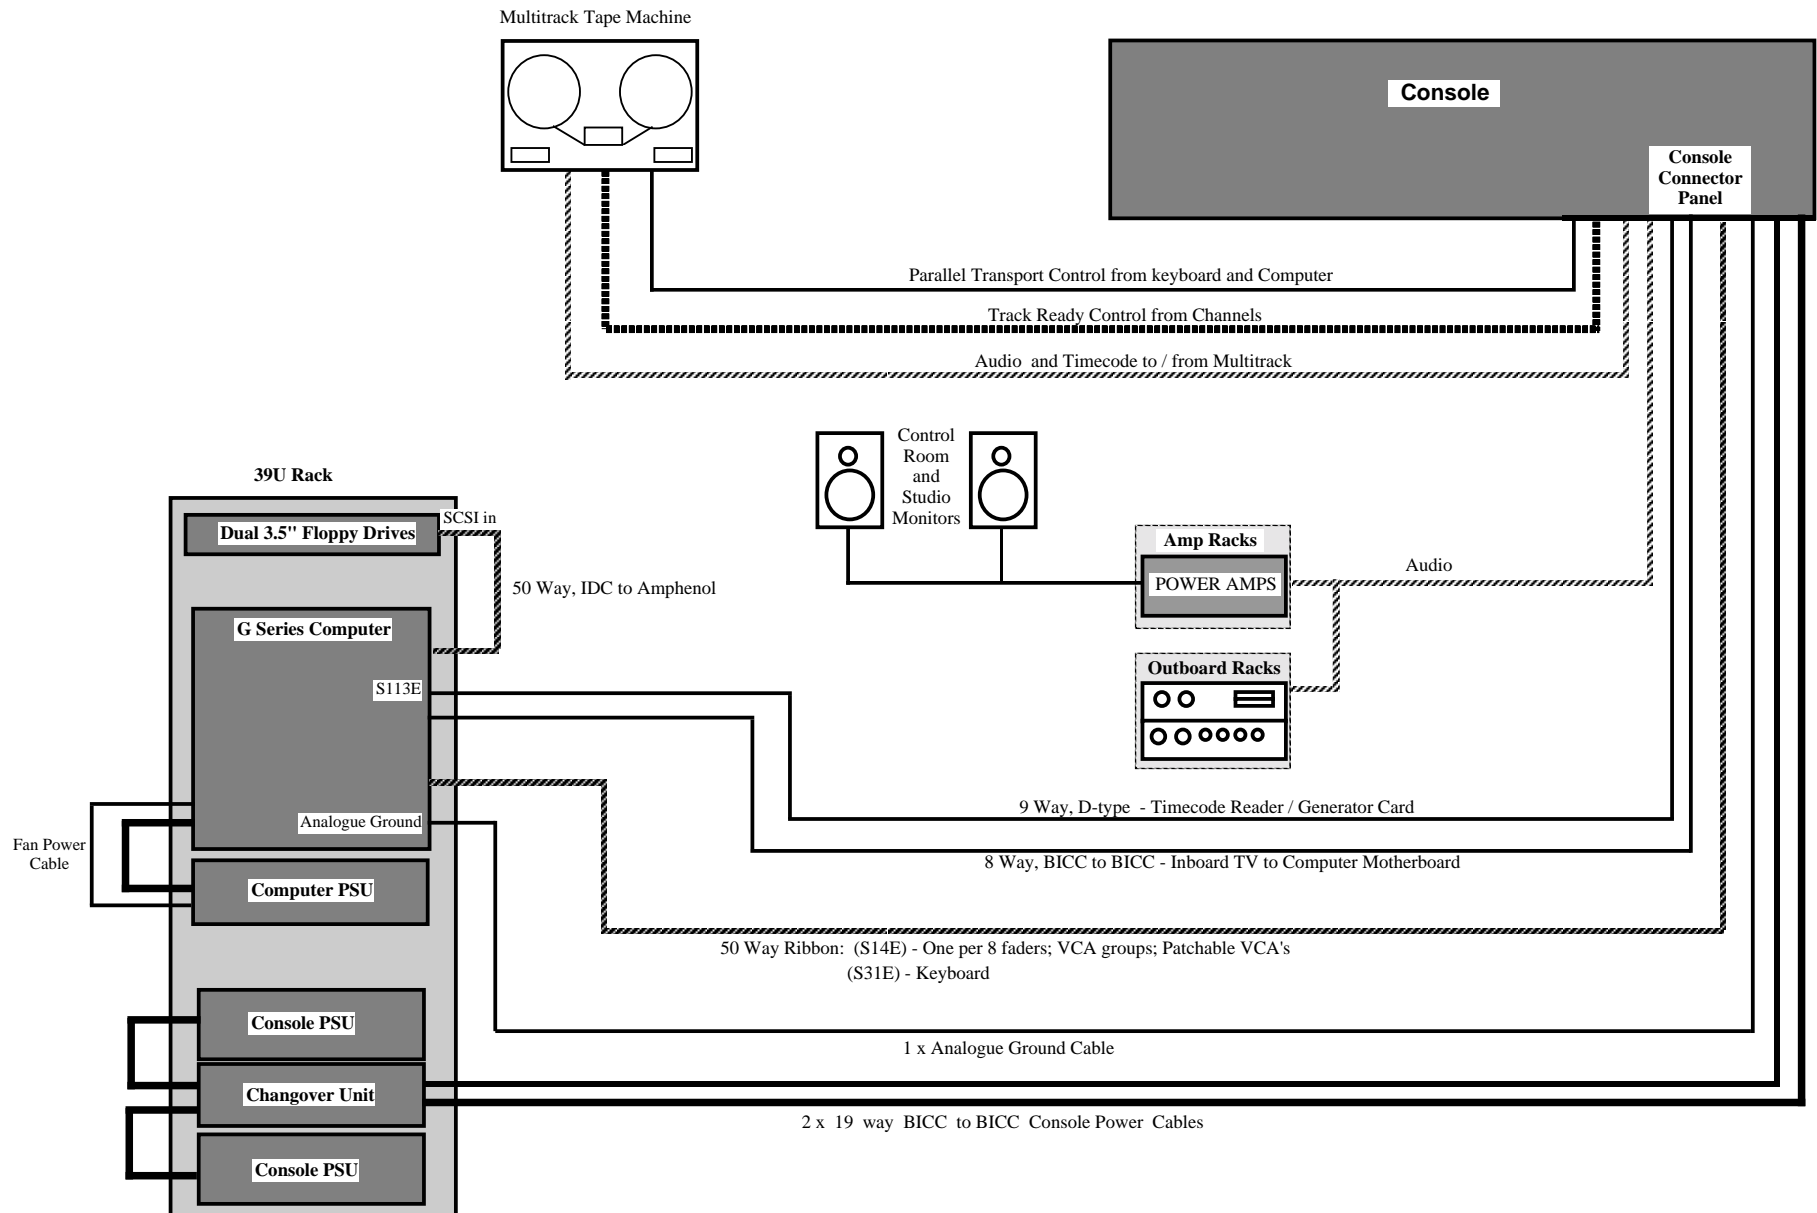 Multitrack Tape Machine
Console
Console
Connector
Panel
Parallel Transport Control from keyboard and Computer
Track Ready Control from Channels
Audio and Timecode to / from Multitrack
Control
Room
and
Studio
Monitors
39U Rack
SCSI in
Dual 3.5" Floppy Drives
50 Way, IDC to Amphenol
Amp Racks
POWER AMPS
Audio
G Series Computer
S113E
Outboard Racks
9 Way, D-type - Timecode Reader / Generator Card
Analogue Ground
Fan Power
Cable
8 Way, BICC to BICC - Inboard TV to Computer Motherboard
Computer PSU
50 Way Ribbon: (S14E) - One per 8 faders; VCA groups; Patchable VCA's
(S31E) - Keyboard
Console PSU
1 x Analogue Ground Cable
Changover Unit
2 x 19 way BICC to BICC Console Power Cables
Console PSU